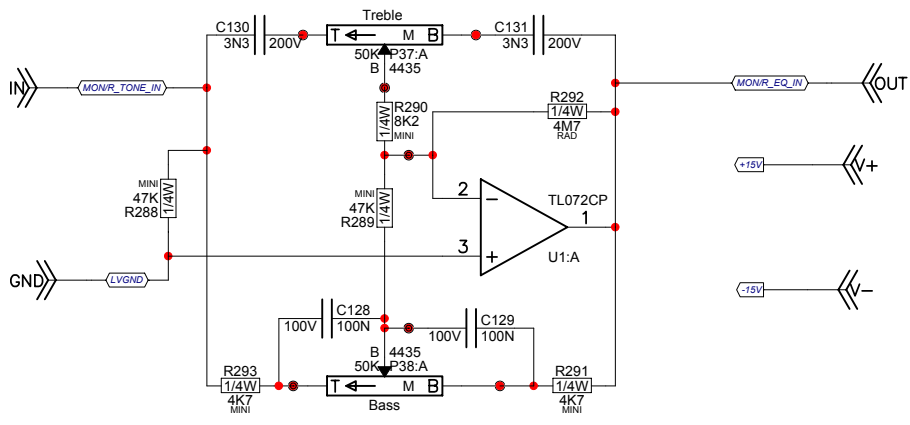 Treble
C130
3N3
200V
T
M
B
C131
3N3
200V
50K
P37:A
B
4435
IN
MON/R_TONE_IN
MON/R_EQ_IN
OUT
R290
8K2
MINI
1/4W
R292
1/4W
4M7
RAD
MINI
47K
R288
1/4W
MINI
47K
R289
1/4W
2
3
1
TL072CP
U1:A
+15V
V+
GND
LVGND
-15V
V-
C128
100V
100N
C129
100V
100N
B
4435
50K
P38:A
R293
1/4W
4K7
MINI
T
M
B
R291
1/4W
4K7
MINI
Bass